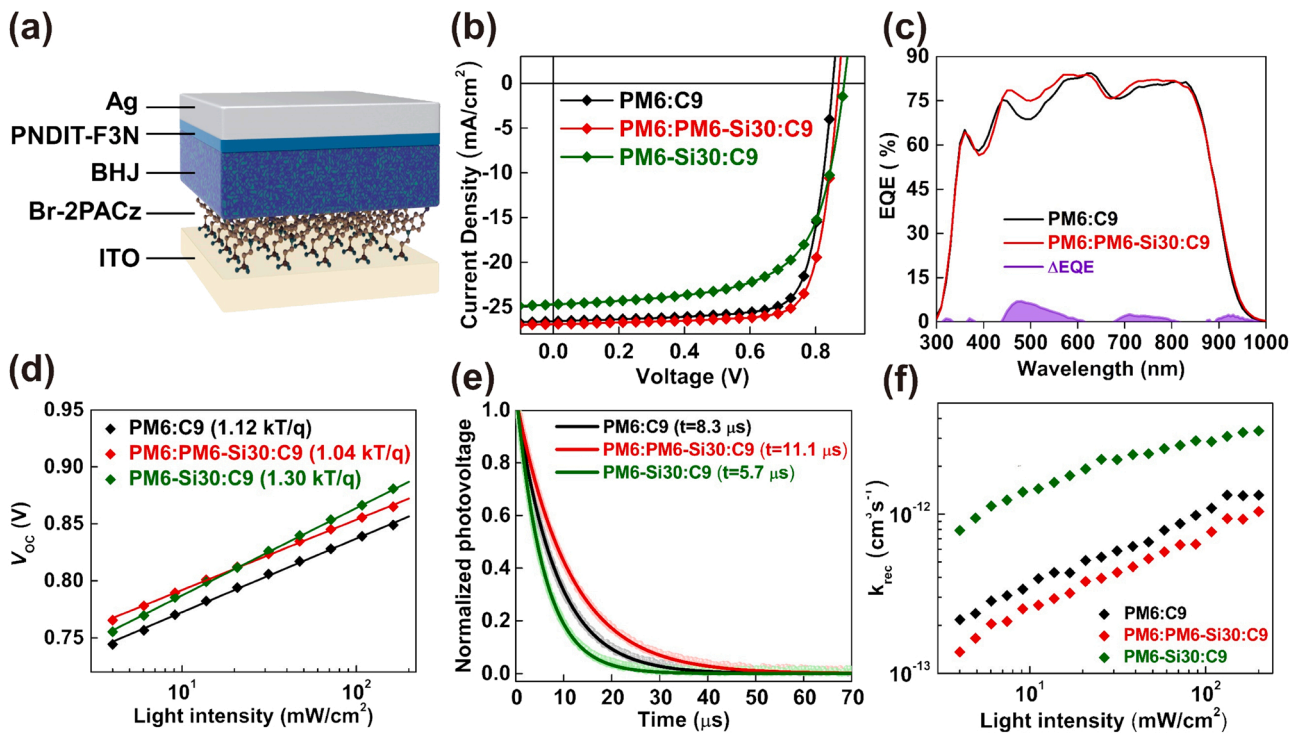 (a)
Ag
PNDIT-F3N
BHJ
Br-2PACz
ITO
(b)
Current Density (mA/cm²)
0
-5
-10
-15
-20
-25
PM6:C9
PM6:PM6-Si30:C9
PM6-Si30:C9
0.0 0.2 0.4 0.6 0.8
Voltage (V)
(c)
EQE ( %)
90
75
60
45
30
15
0
PM6:C9
PM6:PM6-Si30:C9
ΔEQE
300 400 500 600 700 800 900 1000
Wavelength (nm)
(d)
V_OC (V)
0.95
0.90
0.85
0.80
0.75
PM6:C9 (1.12 kT/q)
PM6:PM6-Si30:C9 (1.04 kT/q)
PM6-Si30:C9 (1.30 kT/q)
10¹ 10²
Light intensity (mW/cm²)
(e)
Normalized photovoltage
1.0
0.8
0.6
0.4
0.2
0.0
PM6:C9 (t=8.3 μs)
PM6:PM6-Si30:C9 (t=11.1 μs)
PM6-Si30:C9 (t=5.7 μs)
0 10 20 30 40 50 60 70
Time (μs)
(f)
k_rec (cm³s⁻¹)
10⁻¹²
10⁻¹³
PM6:C9
PM6:PM6-Si30:C9
PM6-Si30:C9
10¹ 10²
Light intensity (mW/cm²)